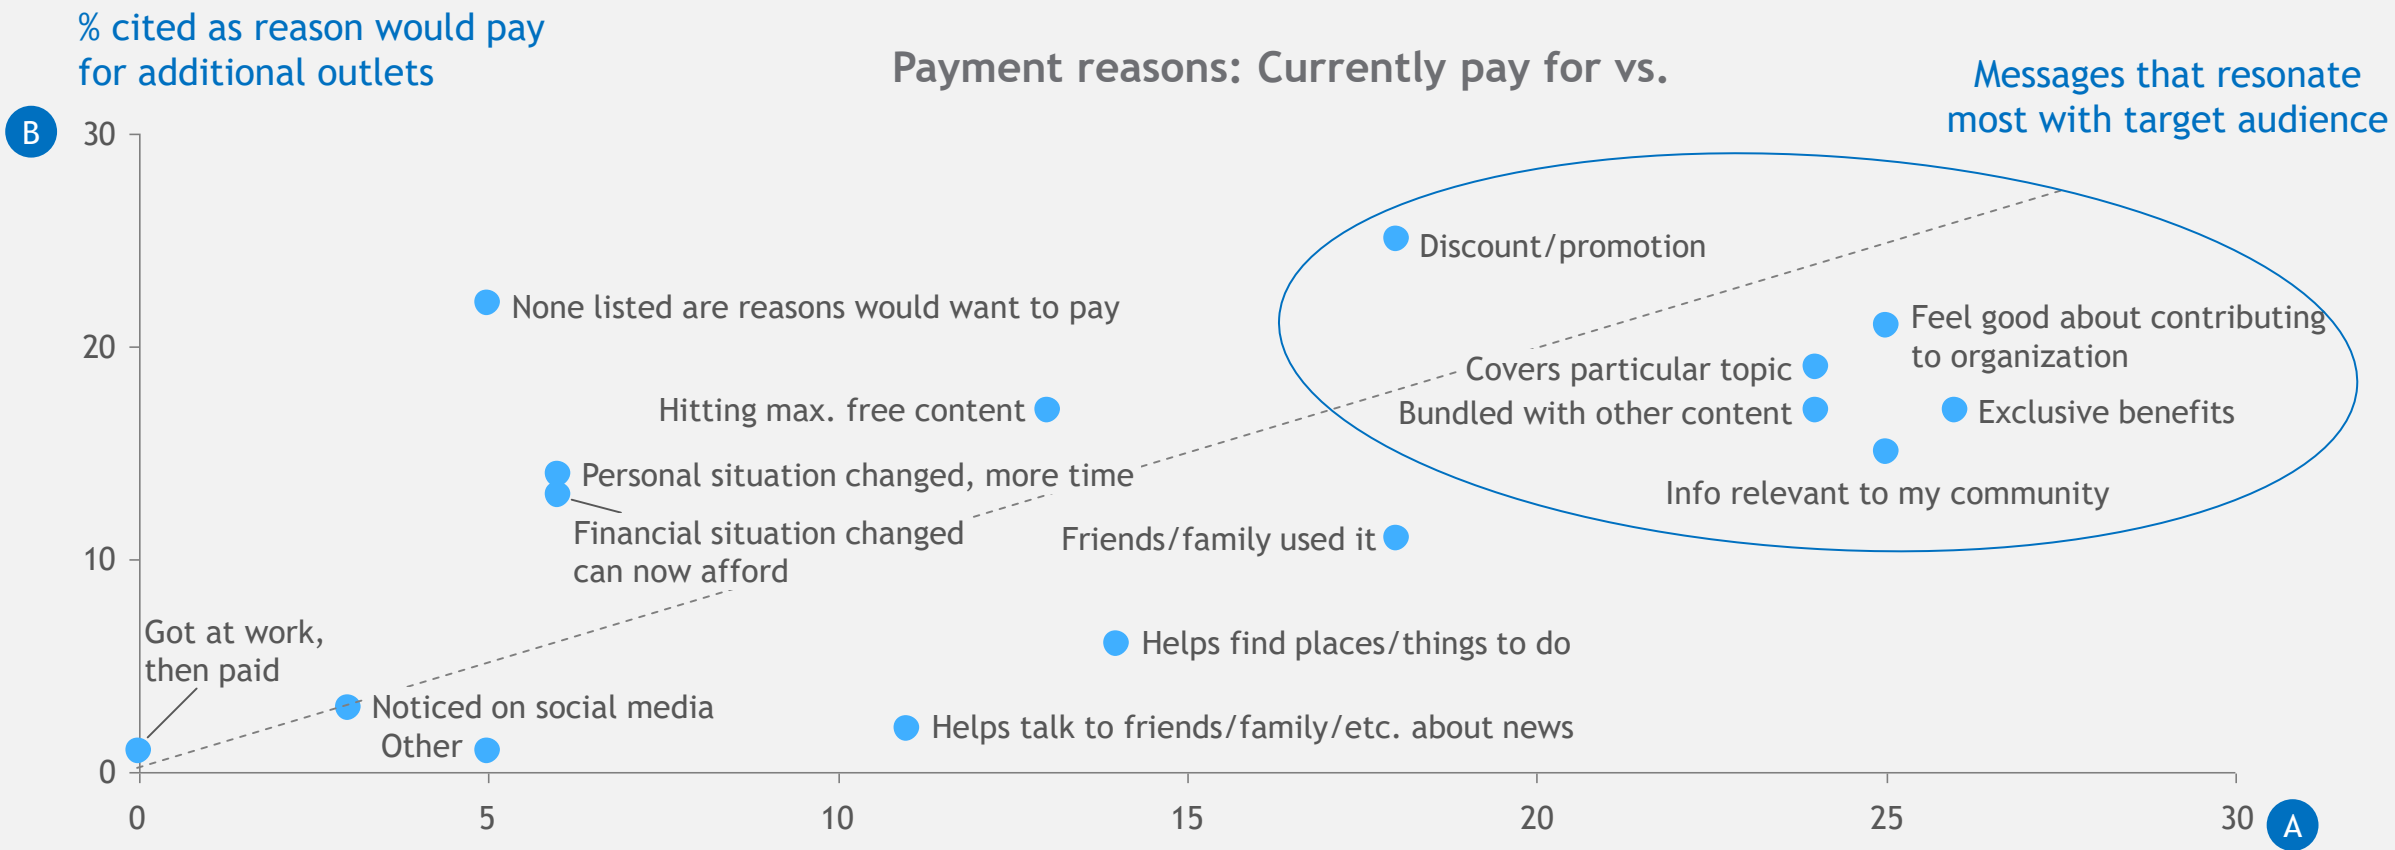 % cited as reason would pay
for additional outlets
Payment reasons: Currently pay for vs.
Messages that resonate
most with target audience
B
30
Discount/promotion
None listed are reasons would want to pay
Feel good about contributing
to organization
20
Covers particular topic
Hitting max. free content
Bundled with other content
Exclusive benefits
Personal situation changed, more time
Info relevant to my community
Financial situation changed
can now afford
Friends/family used it
10
Got at work,
then paid
Helps find places/things to do
Noticed on social media
Helps talk to friends/family/etc. about news
Other
0
0
5
10
15
20
25
30
A